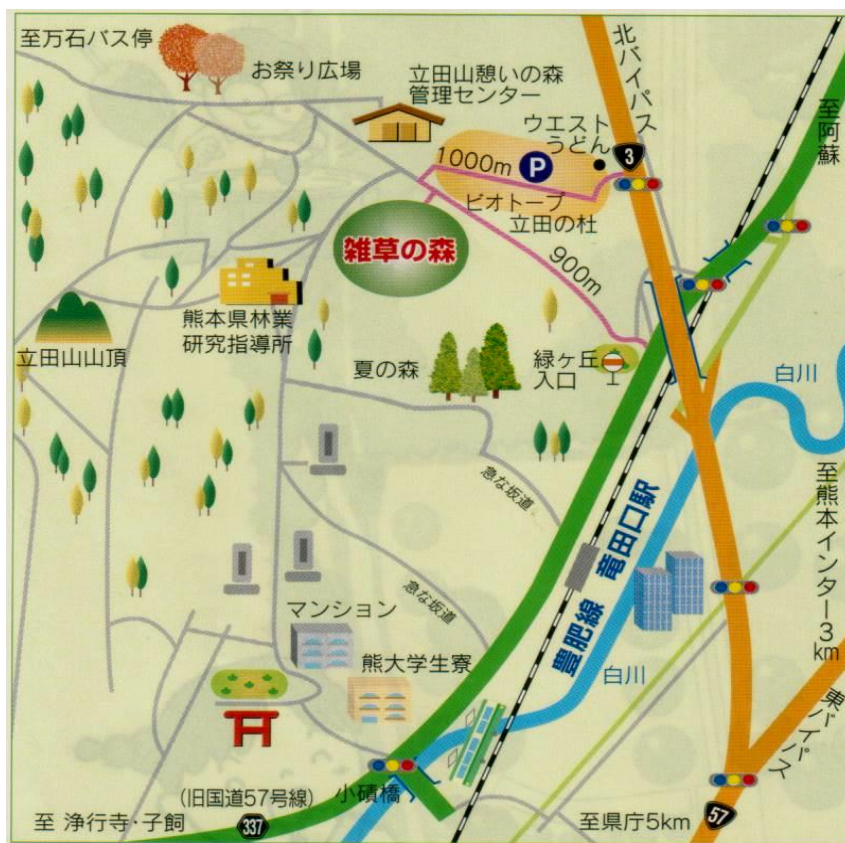 至万石バス停
お祭り広場
立田山憩いの森
管理センター
北バイパス
至阿蘇
ウエスト
うどん
3
1000m
P
ビオトープ
立田の杜
雑草の森
900m
熊本県林業
研究指導所
立田山山頂
夏の森
緑ヶ丘
入口
白川
急な坂道
至熊本インター3km
竜田口駅
豊肥線
急な坂道
マンション
熊大学生寮
白川
東バイパス
(旧国道57号線)
小磧橋
至 浄行寺・子飼
337
至県庁5km
57